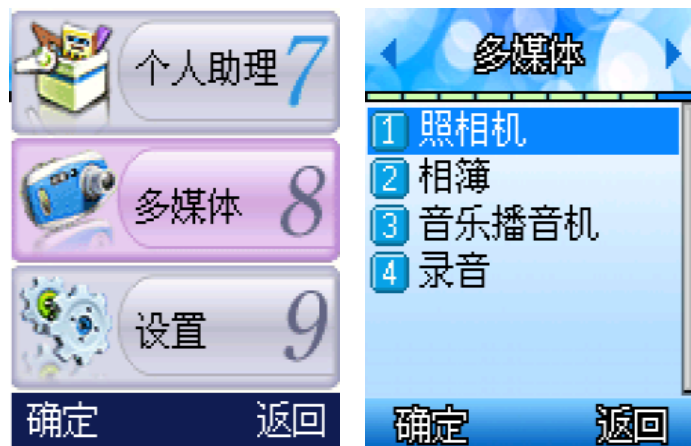 个人助理 7
多媒体 8
设置 9
确定 返回
多媒体
1 照相机
2 相簿
3 音乐播音机
4 录音
确定 返回